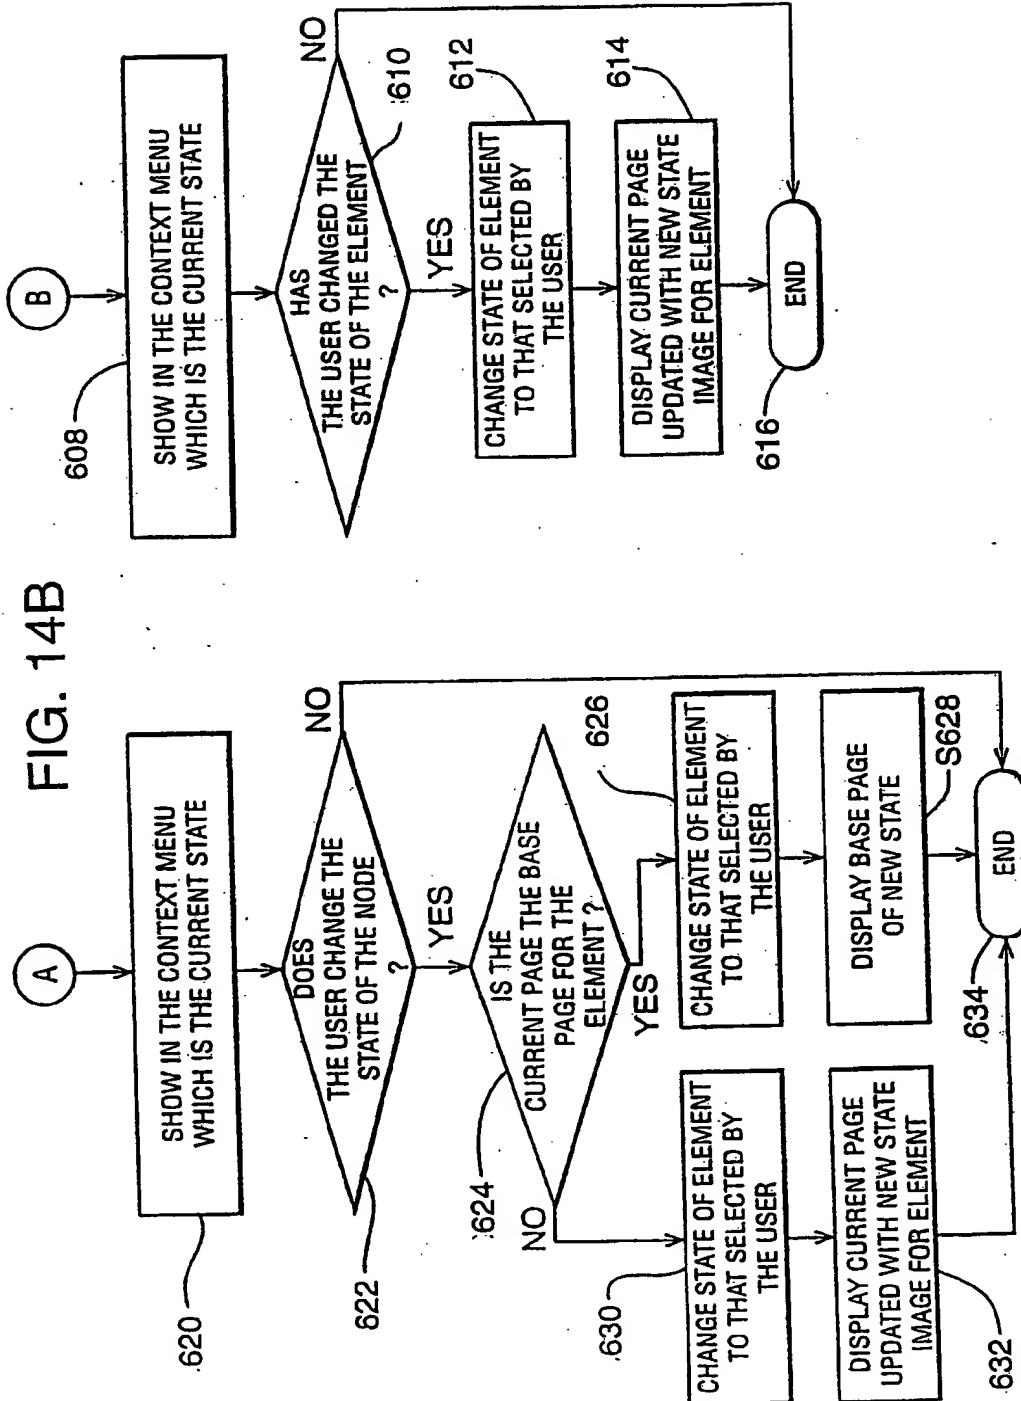 FIG. 14B
A
SHOW IN THE CONTEXT MENU
WHICH IS THE CURRENT STATE
620
DOES
THE USER CHANGE THE
STATE OF THE NODE
?
622
NO
YES
IS THE
CURRENT PAGE THE BASE
PAGE FOR THE
ELEMENT ?
624
NO
YES
CHANGE STATE OF ELEMENT
TO THAT SELECTED BY
THE USER
630
DISPLAY CURRENT PAGE
UPDATED WITH NEW STATE
IMAGE FOR ELEMENT
632
CHANGE STATE OF ELEMENT
TO THAT SELECTED BY
THE USER
626
DISPLAY BASE PAGE
OF NEW STATE
S628
END
634
B
SHOW IN THE CONTEXT MENU
WHICH IS THE CURRENT STATE
608
HAS
THE USER CHANGED THE
STATE OF THE ELEMENT
?
610
NO
YES
CHANGE STATE OF ELEMENT
TO THAT SELECTED BY
THE USER
612
DISPLAY CURRENT PAGE
UPDATED WITH NEW STATE
IMAGE FOR ELEMENT
614
END
616